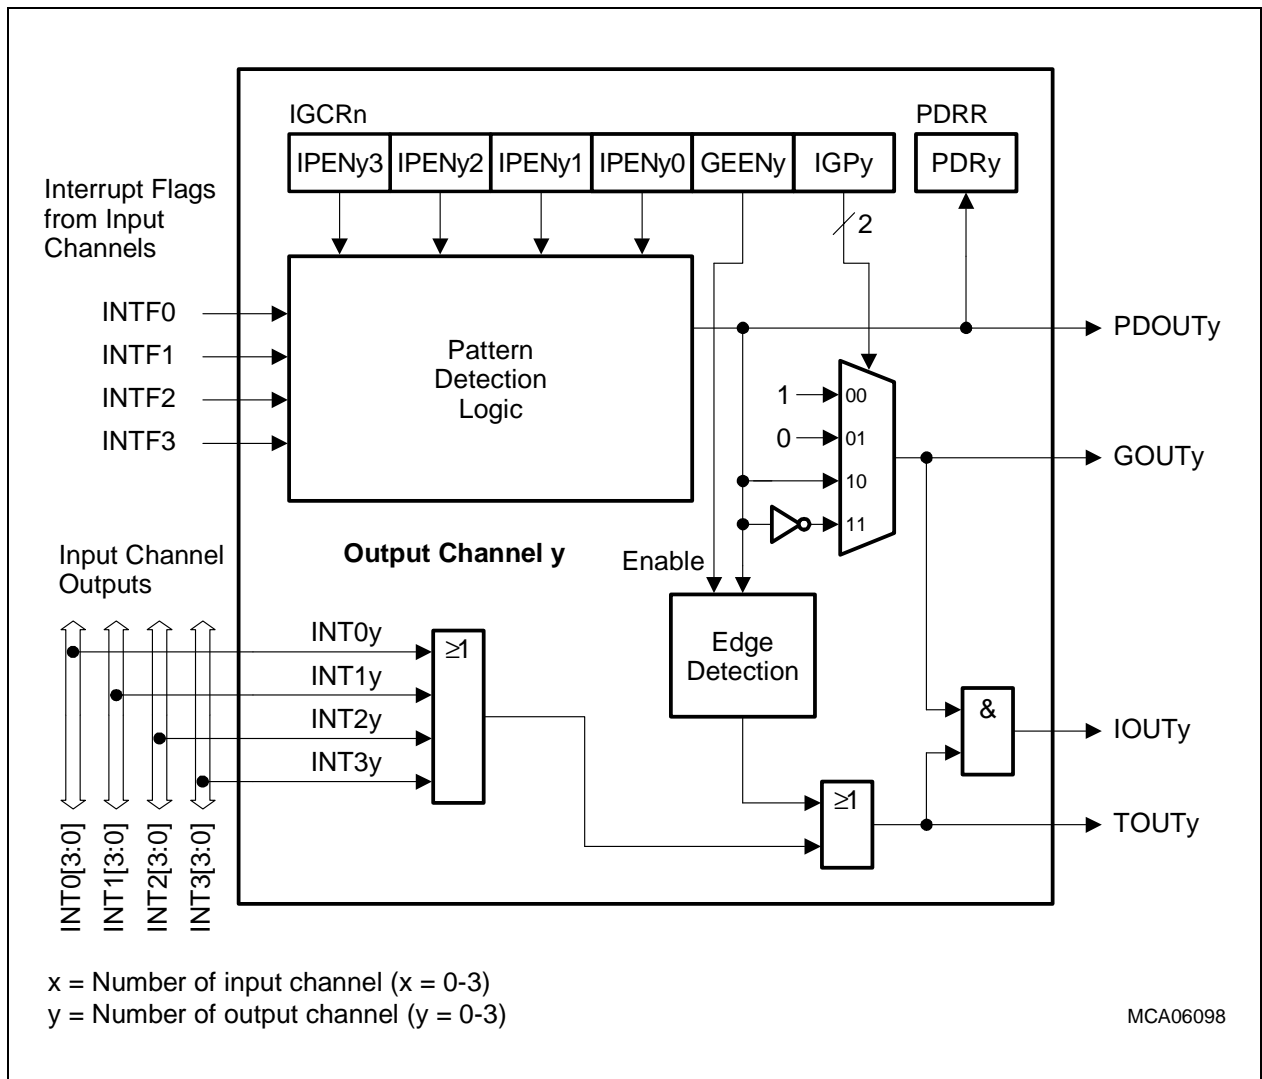 IGCRn
PDRR
IPENy3 IPENy2 IPENy1 IPENy0 GEENy IGPy
PDRy
Interrupt Flags
from Input
Channels
2
INTF0
INTF1
INTF2
INTF3
Pattern
Detection
Logic
PDOUTy
1
00
0
01
10
11
GOUTy
Output Channel y
Enable
Input Channel
Outputs
Edge
Detection
INT0y
INT1y
INT2y
INT3y
≥1
&
IOUTy
≥1
TOUTy
INT0[3:0]
INT1[3:0]
INT2[3:0]
INT3[3:0]
x = Number of input channel (x = 0-3)
y = Number of output channel (y = 0-3)
MCA06098